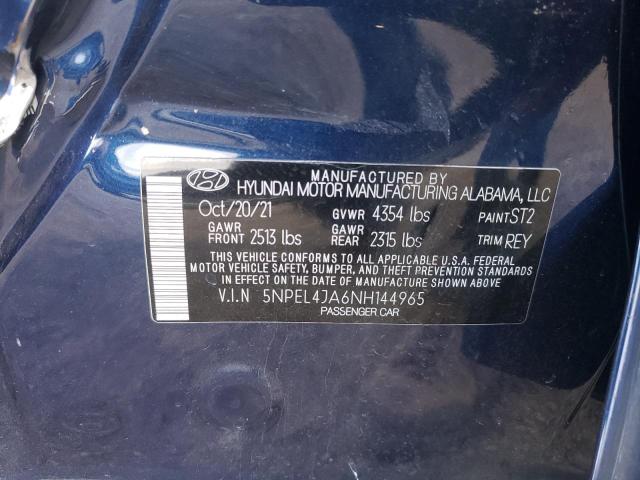 MANUFACTURED BY
HYUNDAI MOTOR MANUFACTURING ALABAMA, LLC
Oct/20/21 GVWR 4354 lbs PAINT ST2
GAWR FRONT 2513 lbs GAWR REAR 2315 lbs TRIM REY
THIS VEHICLE CONFORMS TO ALL APPLICABLE U.S.A FEDERAL
MOTOR VEHICLE SAFETY, BUMPER, AND THEFT PREVENTION
STANDARDS IN EFFECT ON THE DATE OF MANUFACTURE SHOWN ABOVE
V.I.N 5NPEL4JA6NH144965
PASSENGER CAR